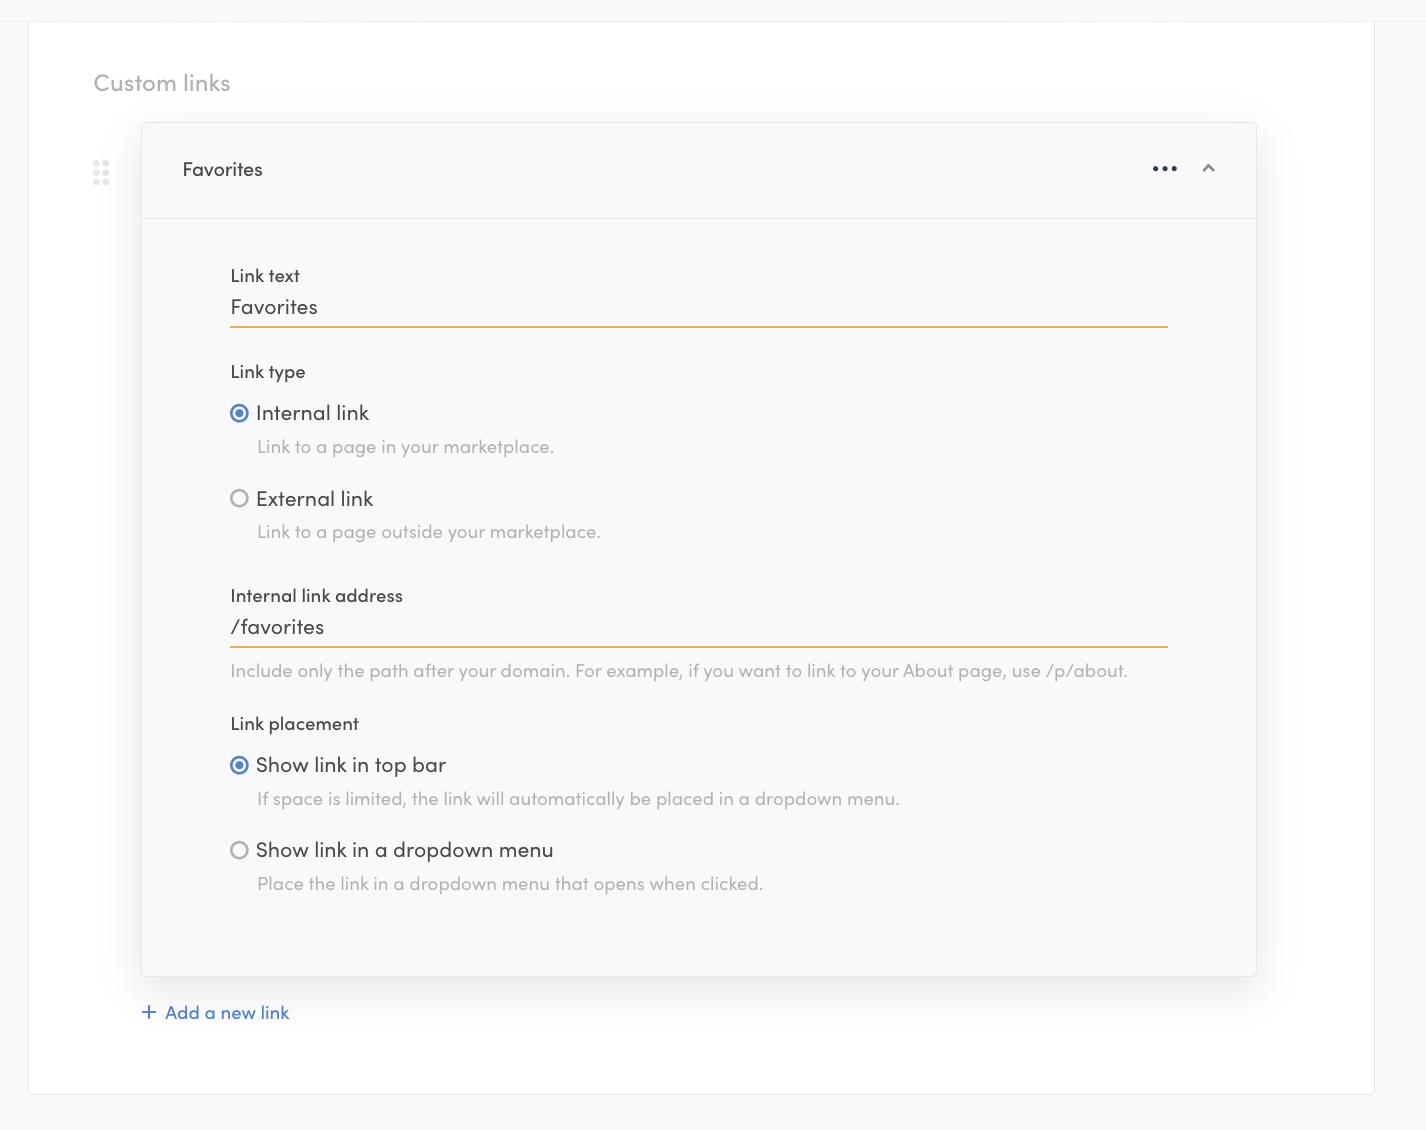 Custom links
Favorites
Link text
Favorites
Link type
Internal link
Link to a page in your marketplace.
External link
Link to a page outside your marketplace.
Internal link address
/favorites
Include only the path after your domain. For example, if you want to link to your About page, use /p/about.
Link placement
Show link in top bar
If space is limited, the link will automatically be placed in a dropdown menu.
Show link in a dropdown menu
Place the link in a dropdown menu that opens when clicked.
+ Add a new link